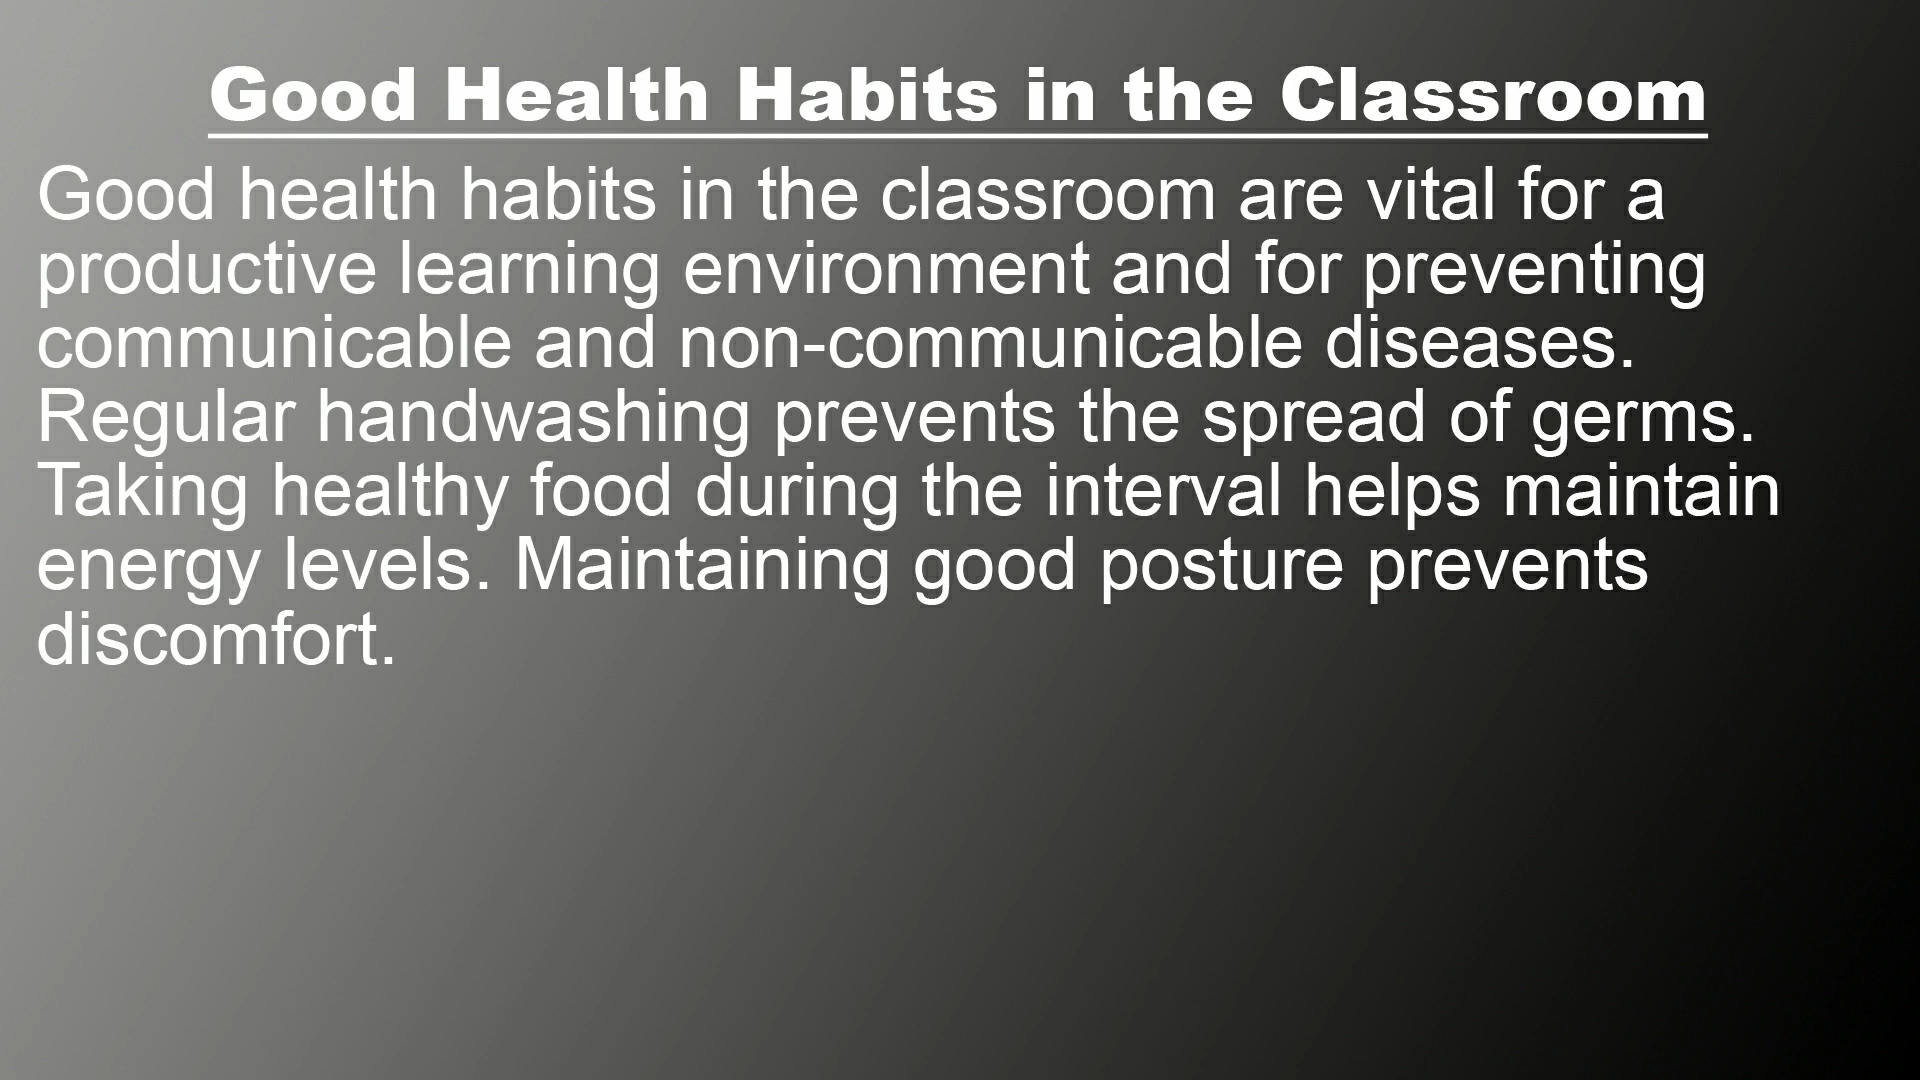 Good Health Habits in the Classroom
Good health habits in the classroom are vital for a
productive learning environment and for preventing
communicable and non-communicable diseases.
Regular handwashing prevents the spread of germs.
Taking healthy food during the interval helps maintain
energy levels. Maintaining good posture prevents
discomfort.